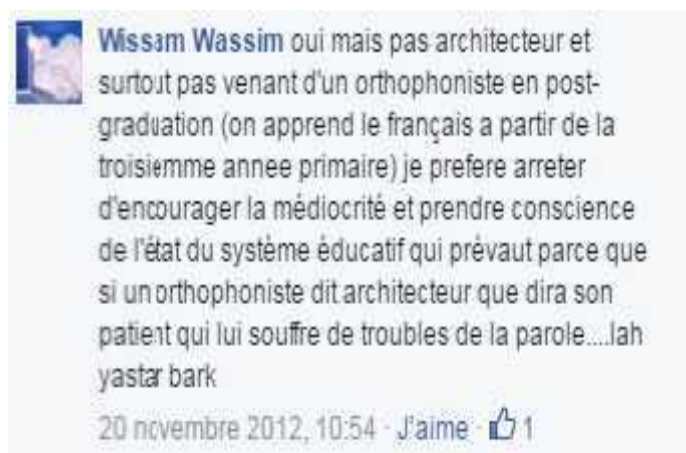 Wissam Wassim oui mais pas architecteur et
surtout pas venant d'un orthophoniste en post-
graduation (on apprend le français a partir de la
troisiemme annee primaire) je prefere arreter
d'encourager la médiocrité et prendre conscience
de l'état du système éducatif qui prévaut parce que
si un orthophoniste dit architecteur que dira son
patient qui lui souffre de troubles de la parole....lah
yastar bark
20 novembre 2012, 10:54 · J'aime · 1